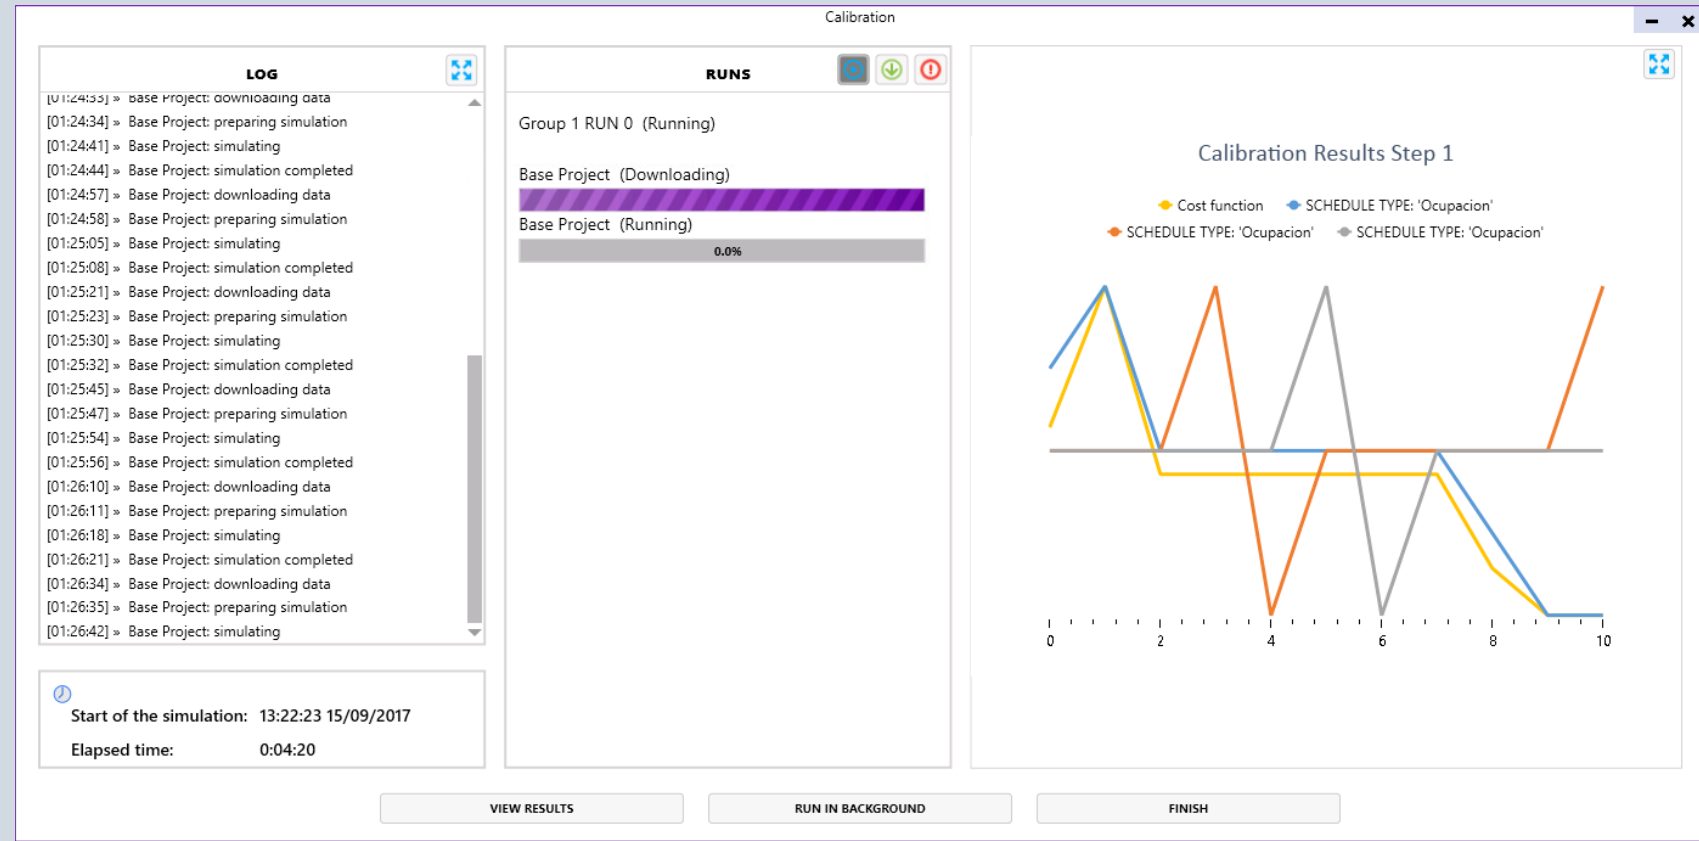 Calibration
LOG
[01:24:33] » Base Project: downloading data
[01:24:34] » Base Project: preparing simulation
[01:24:41] » Base Project: simulating
[01:24:44] » Base Project: simulation completed
[01:24:57] » Base Project: downloading data
[01:24:58] » Base Project: preparing simulation
[01:25:05] » Base Project: simulating
[01:25:08] » Base Project: simulation completed
[01:25:21] » Base Project: downloading data
[01:25:23] » Base Project: preparing simulation
[01:25:30] » Base Project: simulating
[01:25:32] » Base Project: simulation completed
[01:25:45] » Base Project: downloading data
[01:25:47] » Base Project: preparing simulation
[01:25:54] » Base Project: simulating
[01:25:56] » Base Project: simulation completed
[01:26:10] » Base Project: downloading data
[01:26:11] » Base Project: preparing simulation
[01:26:18] » Base Project: simulating
[01:26:21] » Base Project: simulation completed
[01:26:34] » Base Project: downloading data
[01:26:35] » Base Project: preparing simulation
[01:26:42] » Base Project: simulating
Start of the simulation: 13:22:23 15/09/2017
Elapsed time: 0:04:20
RUNS
Group 1 RUN 0 (Running)
Base Project (Downloading)
Base Project (Running)
0.0%
Calibration Results Step 1
Cost function SCHEDULE TYPE: 'Ocupacion'
SCHEDULE TYPE: 'Ocupacion' SCHEDULE TYPE: 'Ocupacion'
0 2 4 6 8 10
VIEW RESULTS RUN IN BACKGROUND FINISH